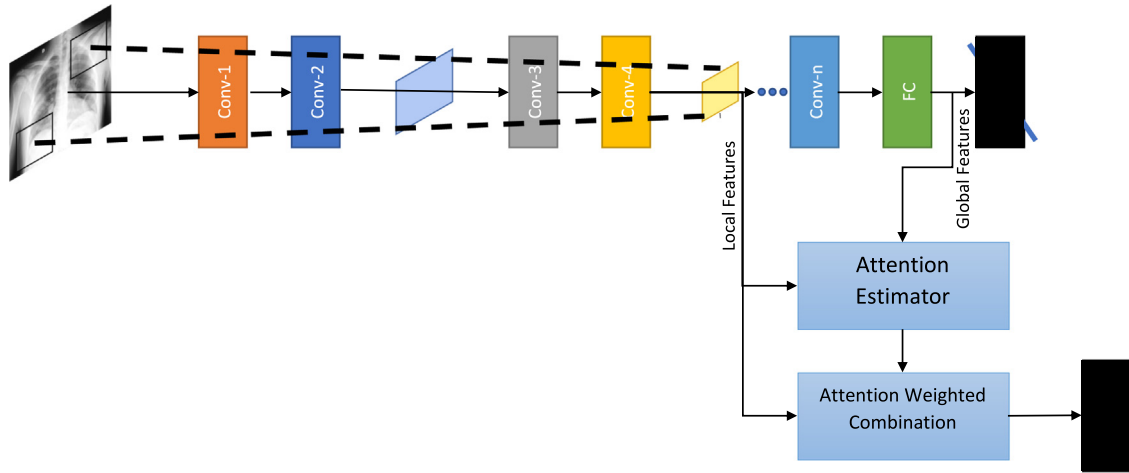 Conv-1
Conv-2
Conv-3
Conv-4
Conv-n
FC
Local Features
Global Features
Attention
Estimator
Attention Weighted
Combination